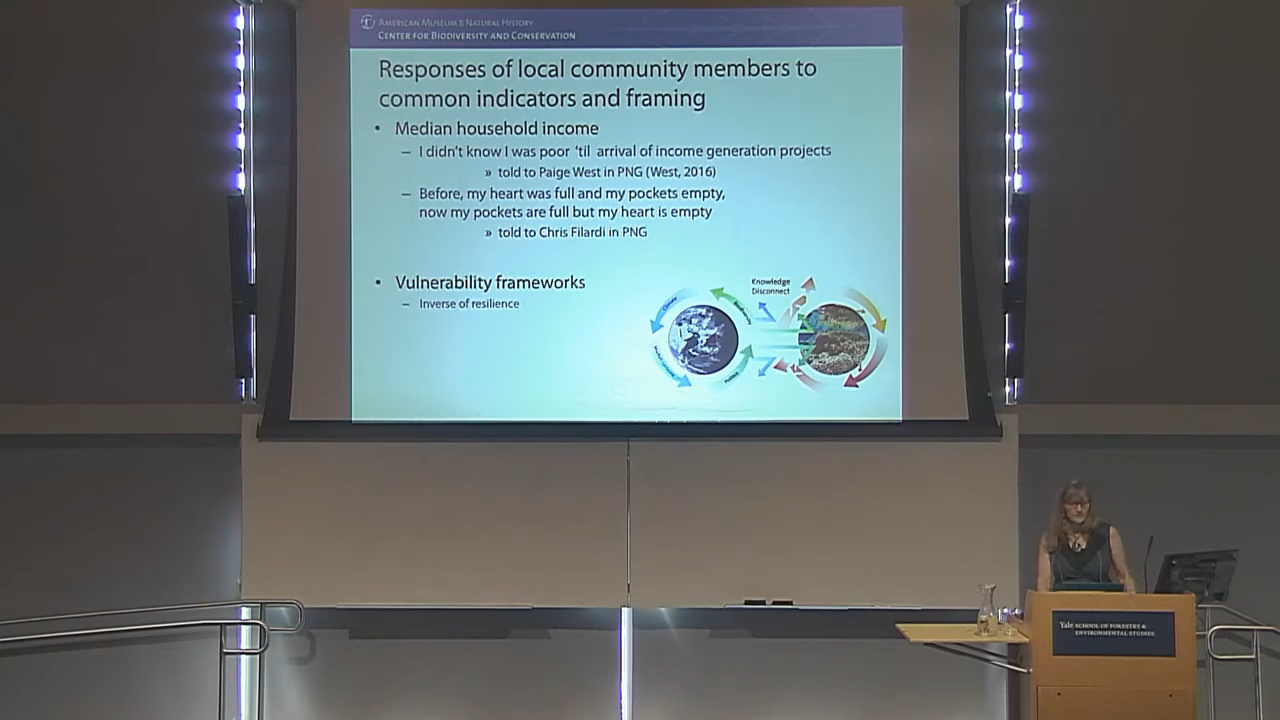 AMERICAN MUSEUM & NATURAL HISTORY
CENTER FOR BIODIVERSITY AND CONSERVATION
Responses of local community members to
common indicators and framing
• Median household income
– I didn't know I was poor 'til arrival of income generation projects
» told to Paige West in PNG (West, 2016)
– Before, my heart was full and my pockets empty,
now my pockets are full but my heart is empty
» told to Chris Filardi in PNG
• Vulnerability frameworks
– Inverse of resilience
Knowledge
Disconnect
Climate
Biodiversity
Politics
Yale SCHOOL OF FORESTRY &
ENVIRONMENTAL STUDIES